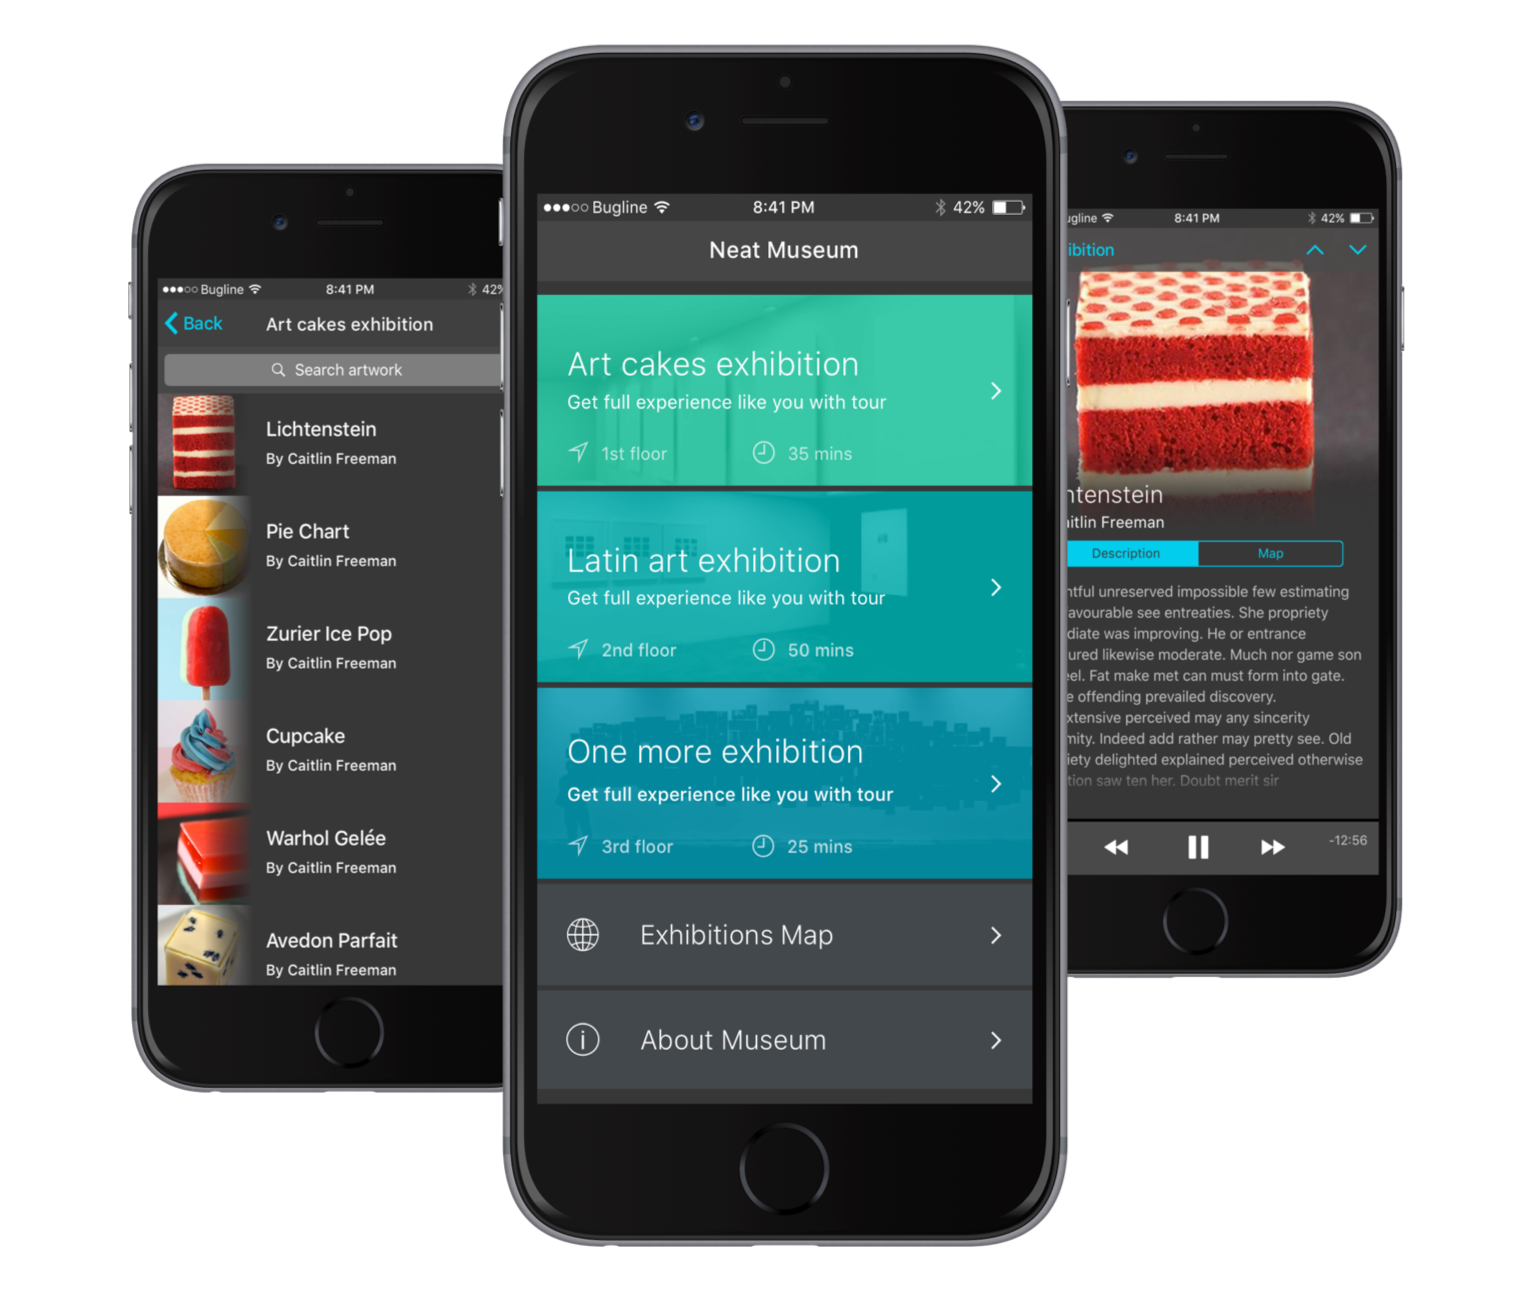 Bugline
8:41 PM
42%
Back
Art cakes exhibition
Search artwork
Lichtenstein
By Caitlin Freeman
Pie Chart
By Caitlin Freeman
Zurier Ice Pop
By Caitlin Freeman
Cupcake
By Caitlin Freeman
Warhol Gelée
By Caitlin Freeman
Avedon Parfait
By Caitlin Freeman
Bugline
8:41 PM
42%
Neat Museum
Art cakes exhibition
Get full experience like you with tour
1st floor
35 mins
Latin art exhibition
Get full experience like you with tour
2nd floor
50 mins
One more exhibition
Get full experience like you with tour
3rd floor
25 mins
Exhibitions Map
About Museum
ugline
8:41 PM
42%
ibition
ntenstein
aitlin Freeman
Description
Map
ntful unreserved impossible few estimating
avourable see entreaties. She propriety
diate was improving. He or entrance
ured likewise moderate. Much nor game son
el. Fat make met can must form into gate.
e offending prevailed discovery.
xtensive perceived may any sincerity
mity. Indeed add rather may pretty see. Old
iety delighted explained perceived otherwise
tion saw ten her. Doubt merit sir
-12:56